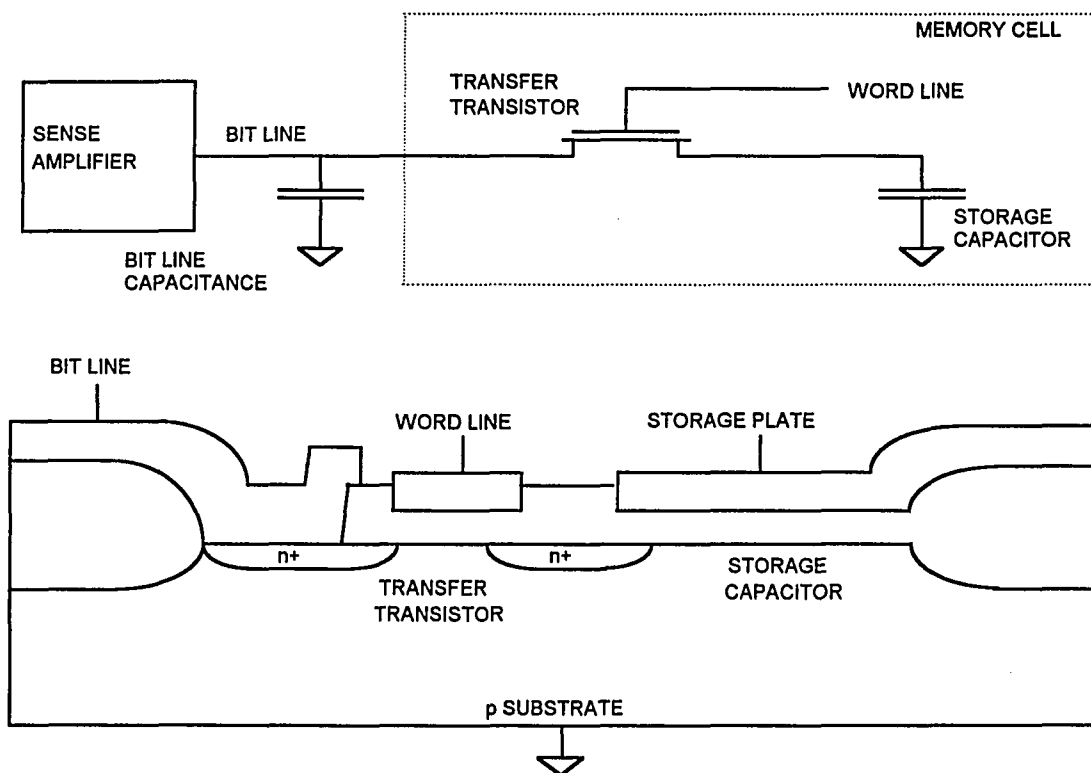 MEMORY CELL
TRANSFER
TRANSISTOR
WORD LINE
SENSE
AMPLIFIER
BIT LINE
STORAGE
CAPACITOR
BIT LINE
CAPACITANCE
BIT LINE
WORD LINE
STORAGE PLATE
n+
n+
TRANSFER
TRANSISTOR
STORAGE
CAPACITOR
p SUBSTRATE